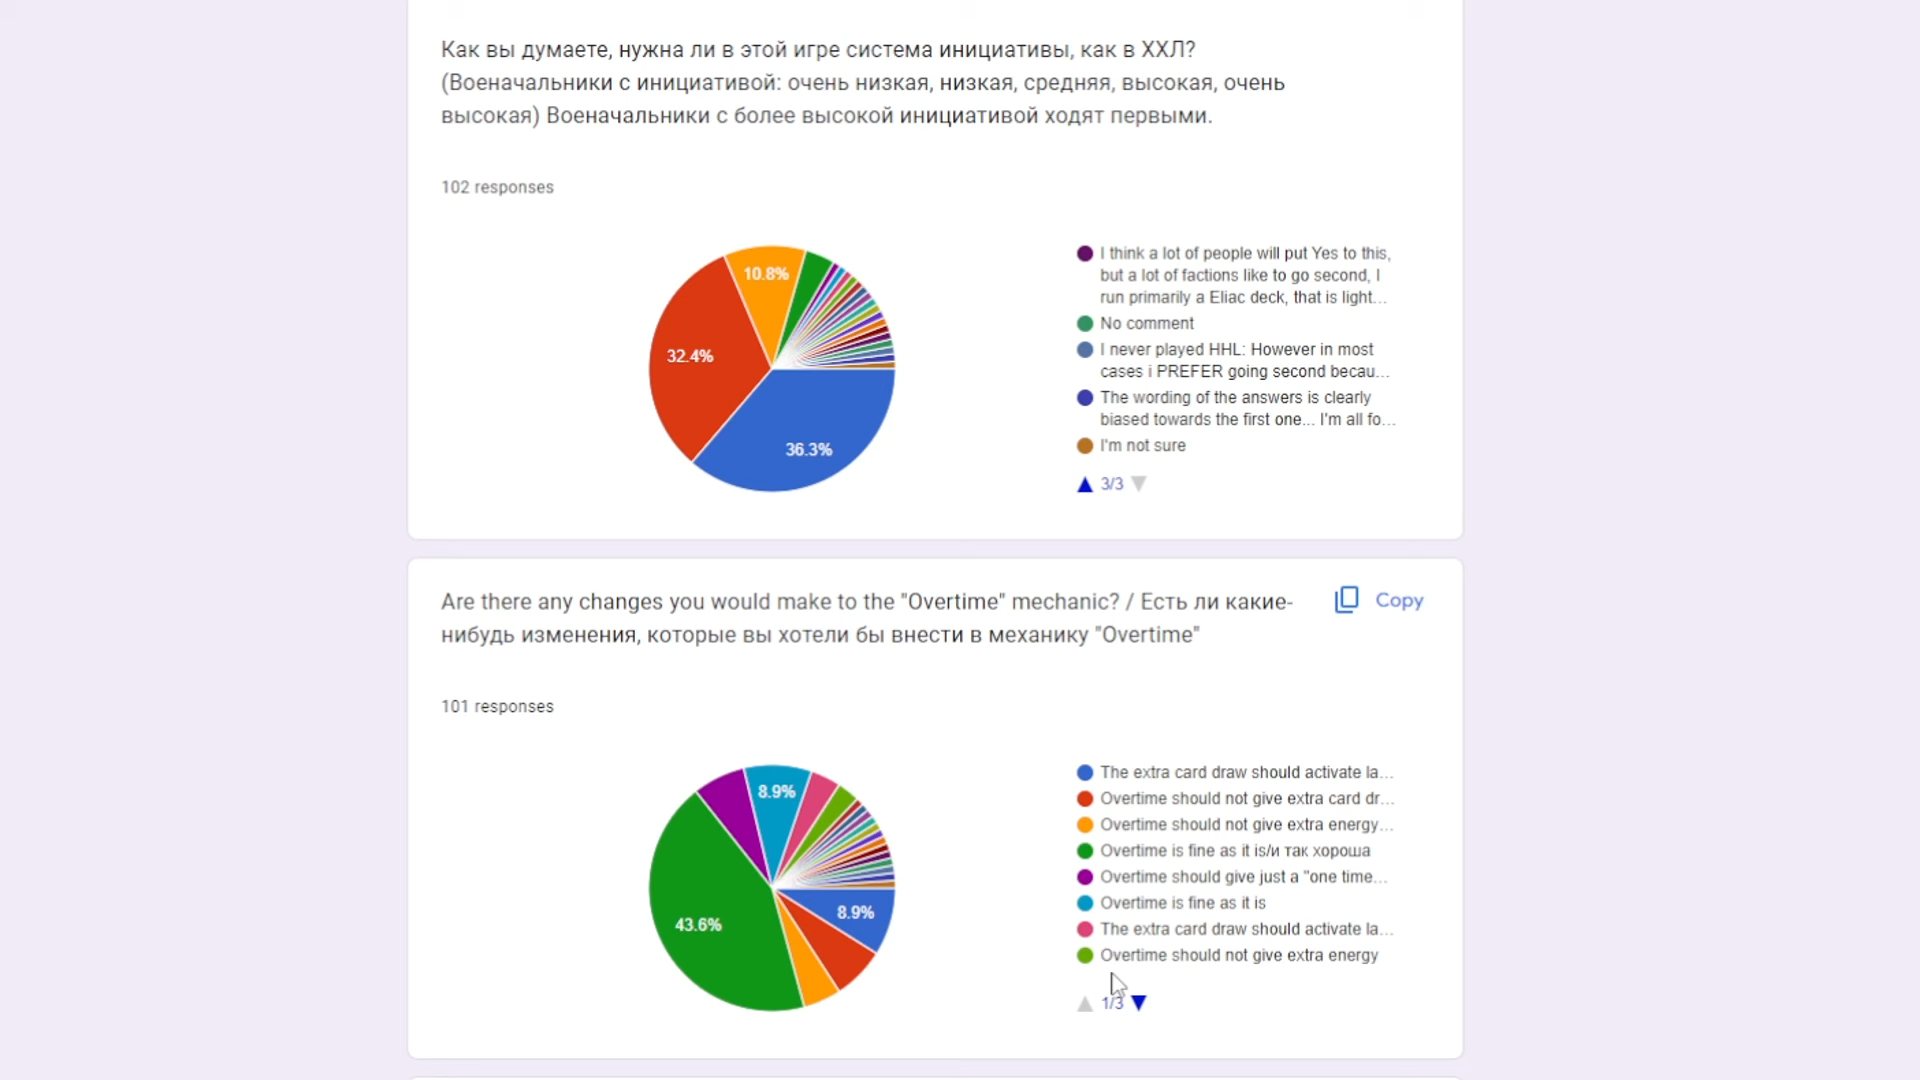 Как вы думаете, нужна ли в этой игре система инициативы, как в ХХЛ?
(Военачальники с инициативой: очень низкая, низкая, средняя, высокая, очень
высокая) Военачальники с более высокой инициативой ходят первыми.
102 responses
10.8%
32.4%
36.3%
I think a lot of people will put Yes to this,
but a lot of factions like to go second, I
run primarily a Eliac deck, that is light...
No comment
I never played HHL: However in most
cases i PREFER going second becau...
The wording of the answers is clearly
biased towards the first one... I'm all fo...
I'm not sure
3/3
Are there any changes you would make to the "Overtime" mechanic? / Есть ли какие-
нибудь изменения, которые вы хотели бы внести в механику "Overtime"
Copy
101 responses
8.9%
43.6%
8.9%
The extra card draw should activate la...
Overtime should not give extra card dr...
Overtime should not give extra energy...
Overtime is fine as it is/и так хороша
Overtime should give just a "one time...
Overtime is fine as it is
The extra card draw should activate la...
Overtime should not give extra energy
1/3